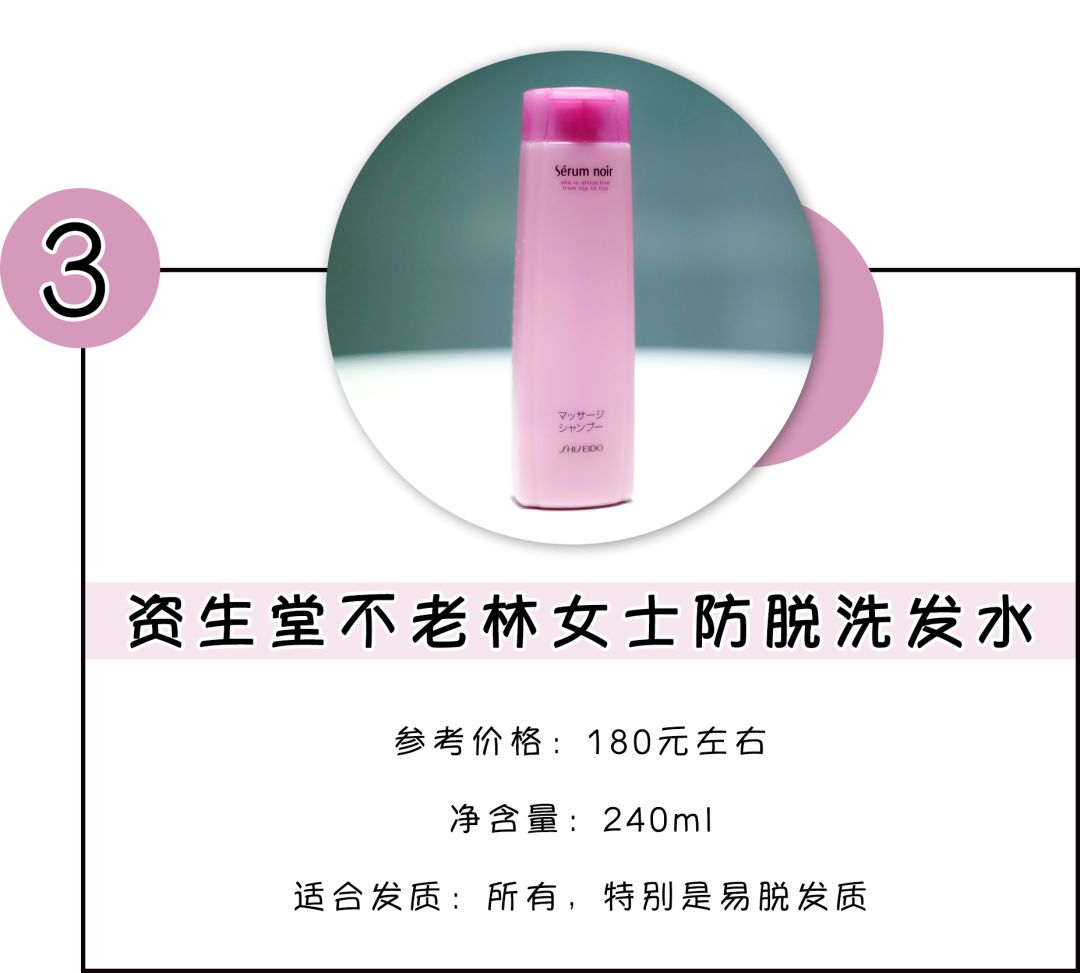 3
Sérum noir
she is attractive
from top to toe
マッサージ
シャンプー
SHISEIDO
资生堂不老林女士防脱洗发水
参考价格：180元左右
净含量：240ml
适合发质：所有，特别是易脱发质